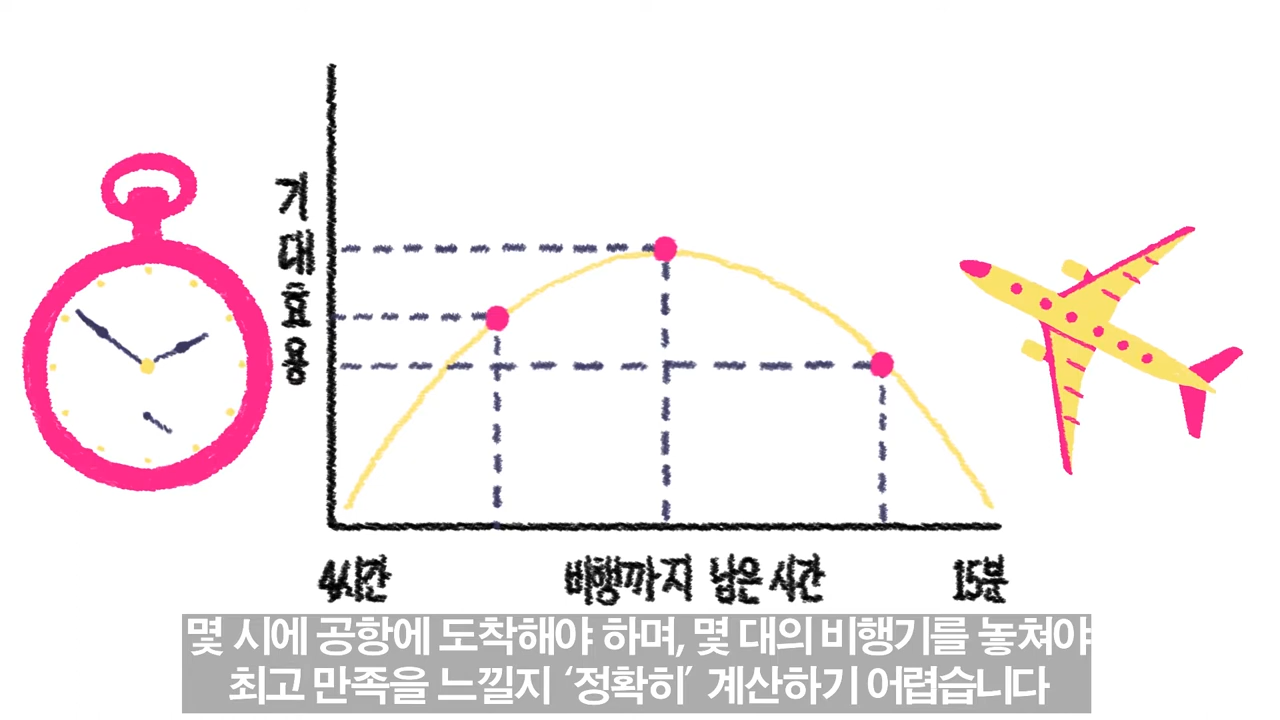 기대효용
4시간
비행까지 남은 시간
15분
몇 시에 공항에 도착해야 하며, 몇 대의 비행기를 놓쳐야
최고 만족을 느낄지 ‘정확히’ 계산하기 어렵습니다